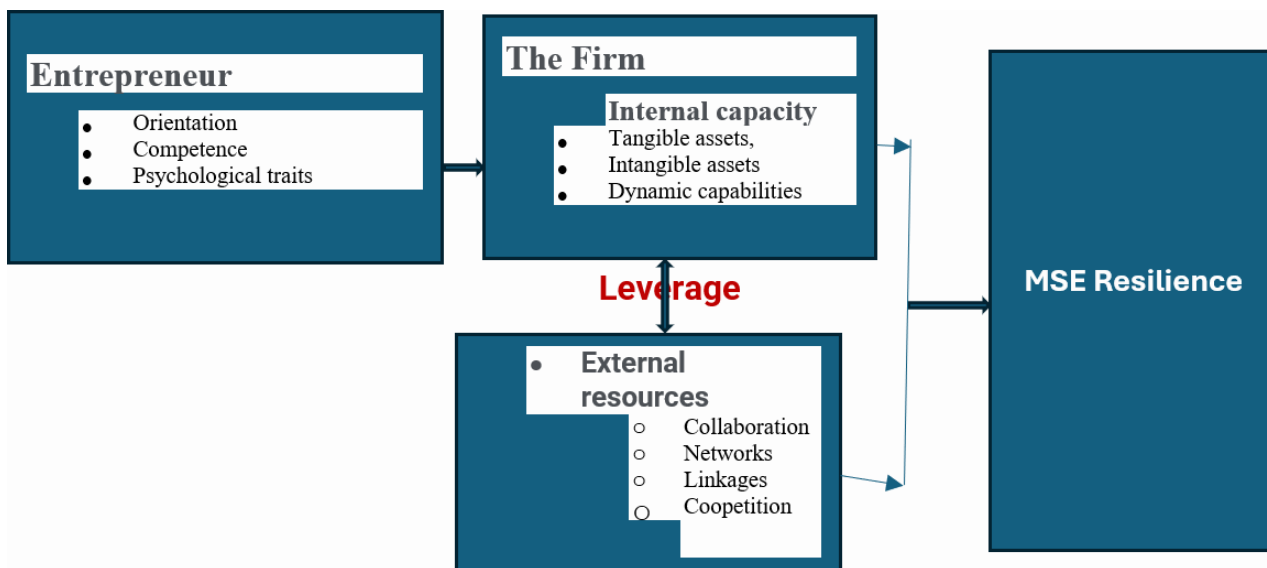 Entrepreneur
• Orientation
• Competence
• Psychological traits
The Firm
Internal capacity
• Tangible assets,
• Intangible assets
• Dynamic capabilities
Leverage
• External
resources
○ Collaboration
○ Networks
○ Linkages
○ Coopetition
MSE Resilience